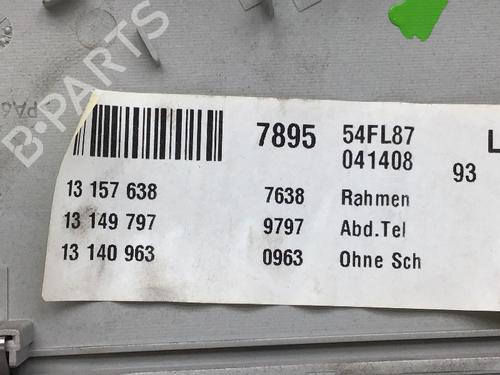 B-PARTS
7895 54FL87 L
041408 93
13 157 638 7638 Rahmen
13 149 797 9797 Abd.Tel
13 140 963 0963 Ohne Sch